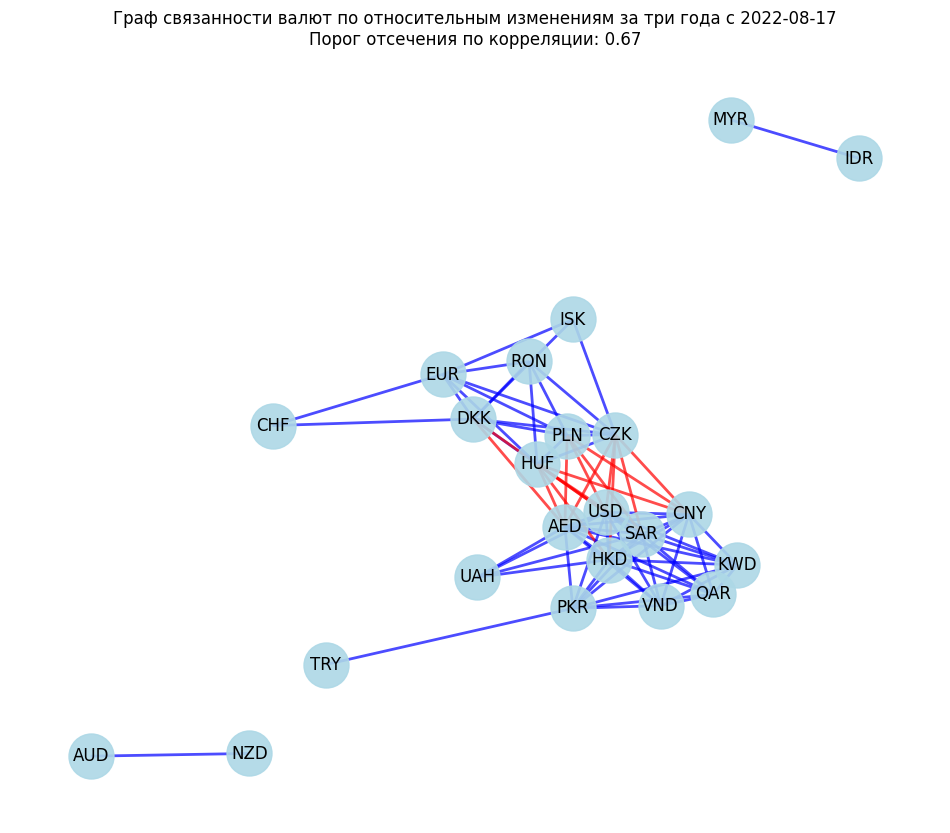 Граф связанности валют по относительным изменениям за три года с 2022-08-17
Порог отсечения по корреляции: 0.67
MYR
IDR
ISK
RON
EUR
DKK
CHF
PLN
CZK
HUF
USD
CNY
AED
SAR
HKD
KWD
UAH
QAR
PKR
VND
TRY
AUD
NZD